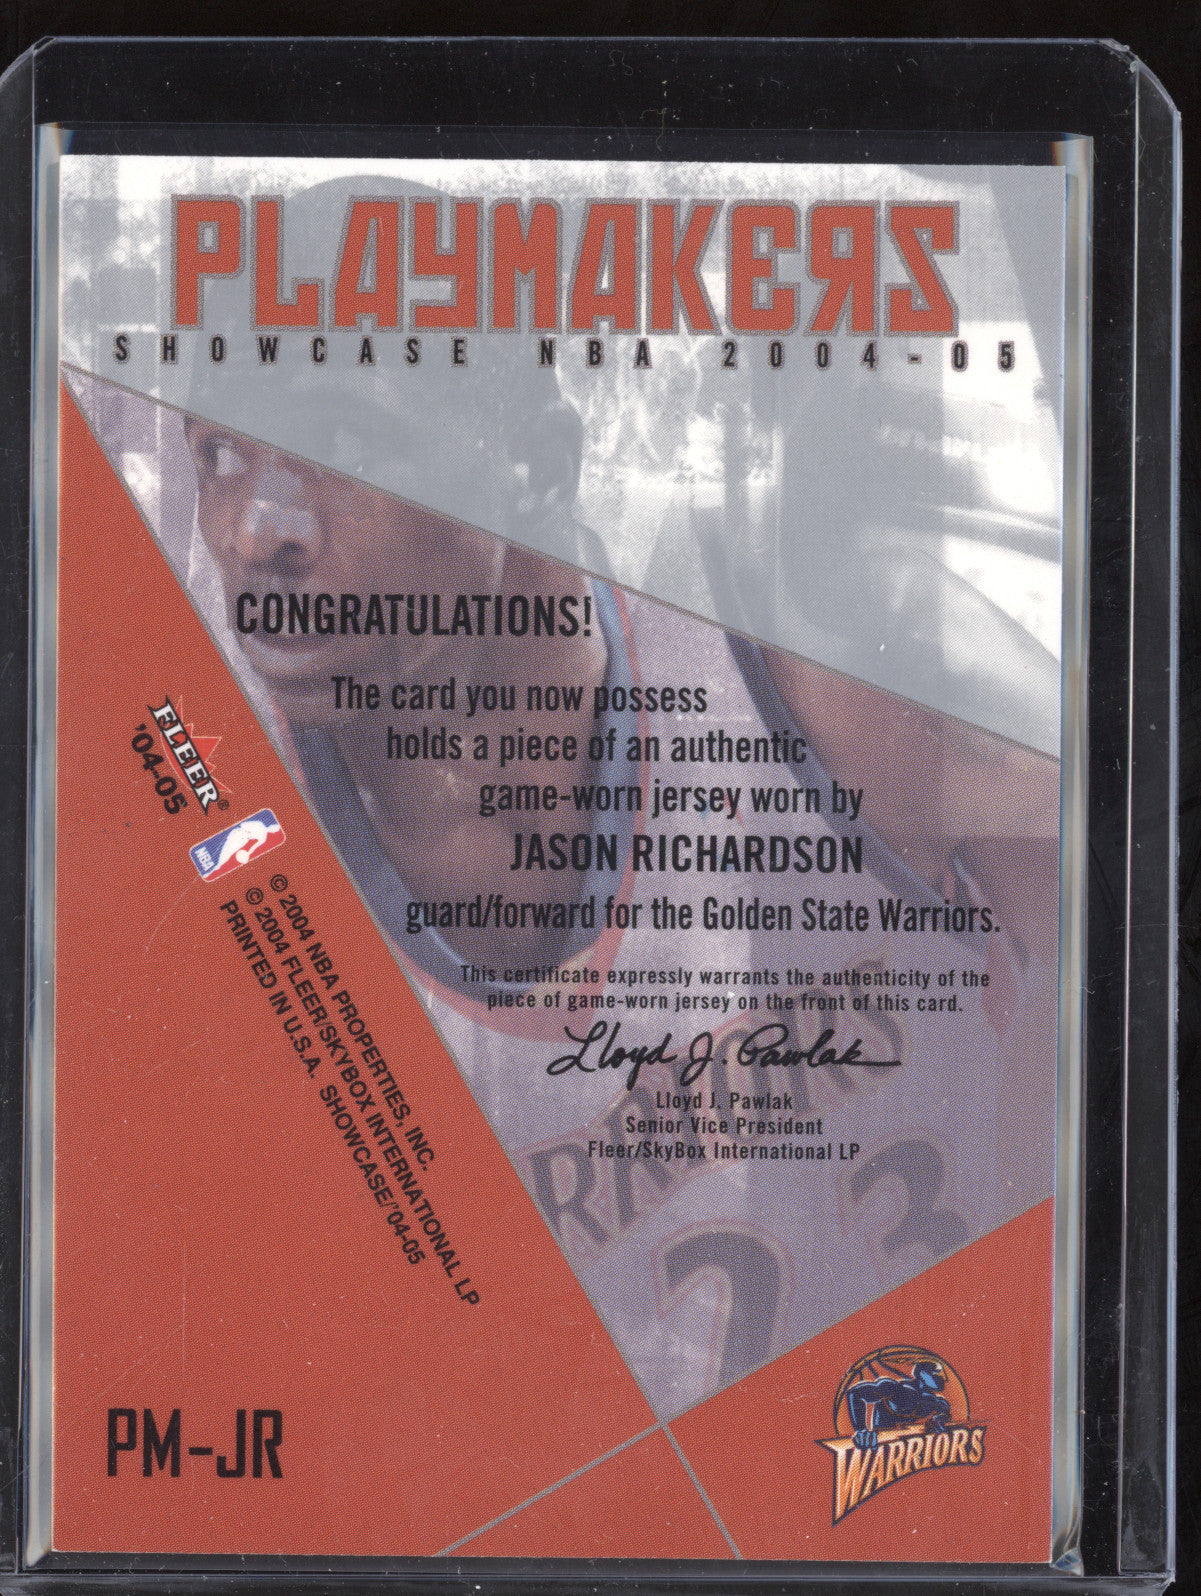 PLAYMAKERS
SHOWCASE NBA 2004-05
CONGRATULATIONS!
The card you now possess
holds a piece of an authentic
game-worn jersey worn by
JASON RICHARDSON
guard/forward for the Golden State Warriors.
This certificate expressly warrants the authenticity of the
piece of game-worn jersey on the front of this card.
Lloyd J. Pawlak
Lloyd J. Pawlak
Senior Vice President
Fleer/SkyBox International LP
FLEER®
'04-05
NBA
© 2004 NBA PROPERTIES, INC.
© 2004 FLEER/SKYBOX INTERNATIONAL LP
PRINTED IN U.S.A. SHOWCASE/'04-05
RRIORS
23
PM-JR
WARRIORS